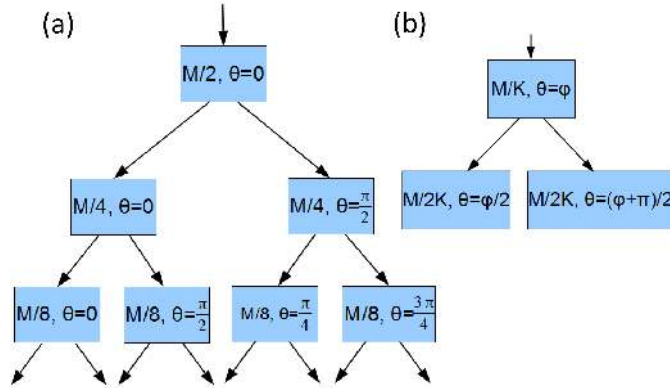 (a)
(b)
M/2, θ=0
M/K, θ=φ
M/4, θ=0
M/4, θ=π/2
M/2K, θ=φ/2
M/2K, θ=(φ+π)/2
M/8, θ=0
M/8, θ=π/2
M/8, θ=π/4
M/8, θ=3π/4